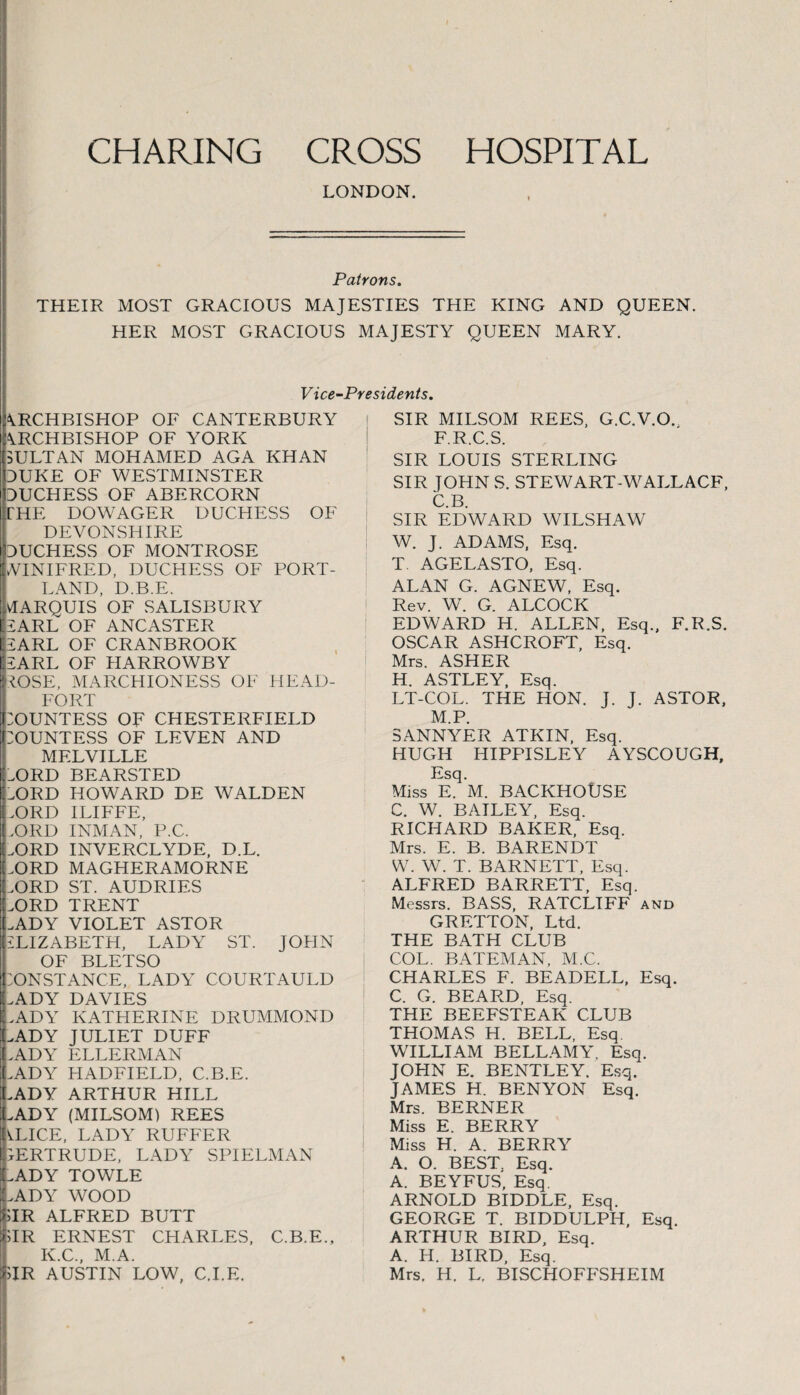 CHARING CROSS HOSPITAL
LONDON.
Patrons.
THEIR MOST GRACIOUS MAJESTIES THE KING AND QUEEN.
HER MOST GRACIOUS MAJESTY QUEEN MARY.
Vice-Presidents.
ARCHBISHOP OF CANTERBURY
ARCHBISHOP OF YORK
SULTAN MOHAMED AGA KHAN
DUKE OF WESTMINSTER
DUCHESS OF ABERCORN
THE DOWAGER DUCHESS OF
DEVONSHIRE
DUCHESS OF MONTROSE
WINIFRED, DUCHESS OF PORT-
LAND, D.B.E.
MARQUIS OF SALISBURY
EARL OF ANCASTER
EARL OF CRANBROOK
EARL OF HARROWBY
ROSE, MARCHIONESS OF HEAD-
FORT
COUNTESS OF CHESTERFIELD
COUNTESS OF LEVEN AND
MELVILLE
LORD BEARSTED
LORD HOWARD DE WALDEN
LORD ILIFFE,
LORD INMAN, P.C.
LORD INVERCLYDE, D.L.
LORD MAGHERAMORNE
LORD ST. AUDRIES
LORD TRENT
LADY VIOLET ASTOR
ELIZABETH, LADY ST. JOHN
OF BLETSO
CONSTANCE, LADY COURTAULD
LADY DAVIES
LADY KATHERINE DRUMMOND
LADY JULIET DUFF
LADY ELLERMAN
LADY HADFIELD, C.B.E.
LADY ARTHUR HILL
LADY (MILSOM) REES
ALICE, LADY RUFFER
GERTRUDE, LADY SPIELMAN
LADY TOWLE
LADY WOOD
SIR ALFRED BUTT
SIR ERNEST CHARLES, C.B.E.,
K.C., M.A.
SIR AUSTIN LOW, C.I.E.
SIR MILSOM REES, G.C.V.O.,
F.R.C.S.
SIR LOUIS STERLING
SIR JOHN S. STEWART-WALLACE,
C.B.
SIR EDWARD WILSHAW
W. J. ADAMS, Esq.
T. AGELASTO, Esq.
ALAN G. AGNEW, Esq.
Rev. W. G. ALCOCK
EDWARD H. ALLEN, Esq., F.R.S.
OSCAR ASHCROFT, Esq.
Mrs. ASHER
H. ASTLEY, Esq.
LT-COL. THE HON. J. J. ASTOR,
M.P.
SANNYER ATKIN, Esq.
HUGH HIPPISLEY AYSCOUGH,
Esq.
Miss E. M. BACKHOUSE
C. W. BAILEY, Esq.
RICHARD BAKER, Esq.
Mrs. E. B. BARENDT
W. W. T. BARNETT, Esq.
ALFRED BARRETT, Esq.
Messrs. BASS, RATCLIFF AND
GRETTON, Ltd.
THE BATH CLUB
COL. BATEMAN, M.C.
CHARLES F. BEADELL, Esq.
C. G. BEARD, Esq.
THE BEEFSTEAK CLUB
THOMAS H. BELL, Esq.
WILLIAM BELLAMY, Esq.
JOHN E. BENTLEY, Esq.
JAMES H. BENYON Esq.
Mrs. BERNER
Miss E. BERRY
Miss H. A. BERRY
A. O. BEST, Esq.
A. BEYFUS, Esq.
ARNOLD BIDDLE, Esq.
GEORGE T. BIDDULPH, Esq.
ARTHUR BIRD, Esq.
A. H. BIRD, Esq.
Mrs. H. L. BISCHOFFSHEIM